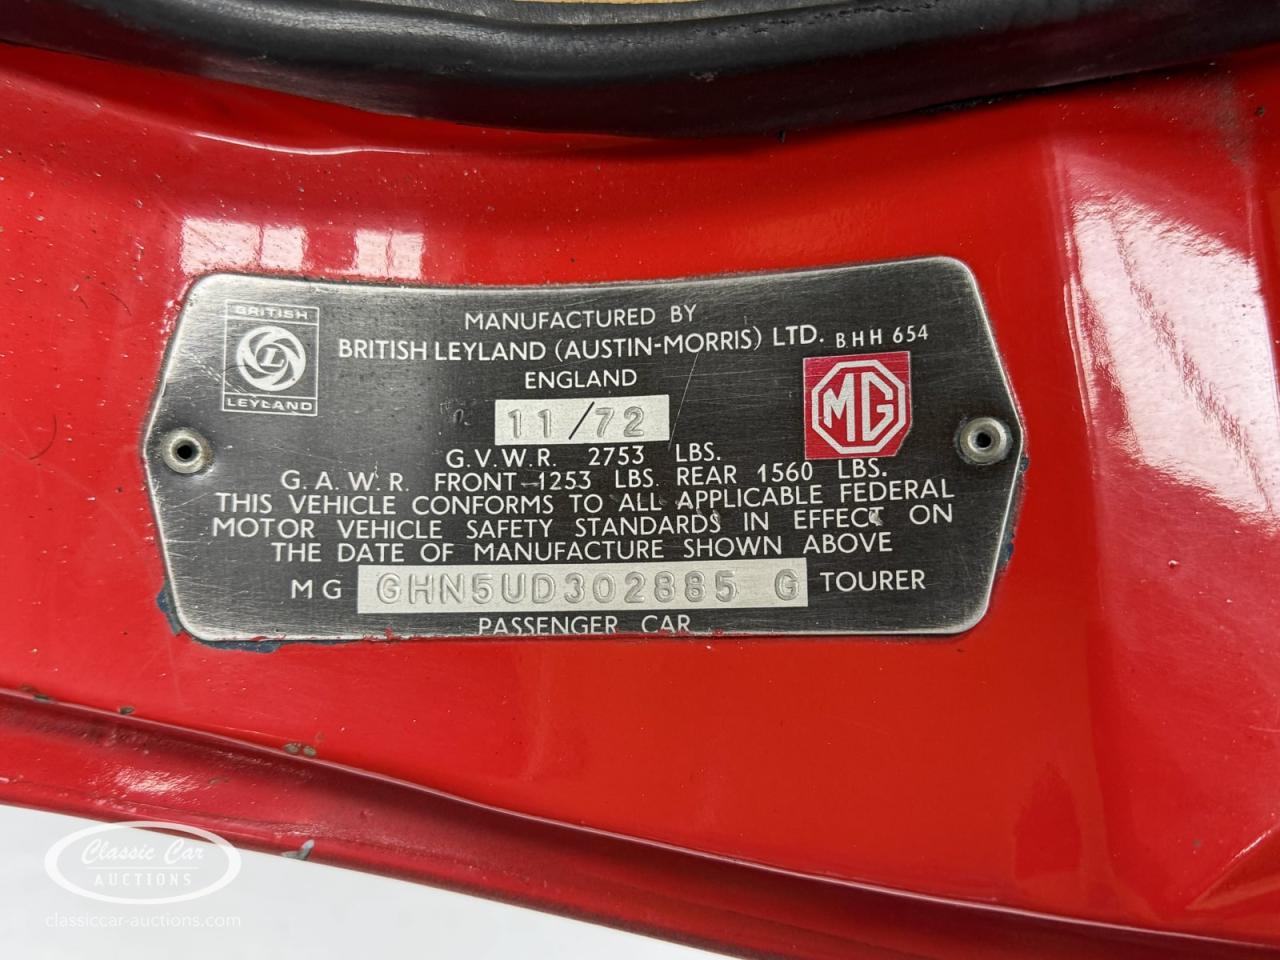 BRITISH
L
LEYLAND
MANUFACTURED BY
BRITISH LEYLAND (AUSTIN-MORRIS) LTD. BHH 654
ENGLAND
MG
11/72
G.V.W.R. 2753 LBS.
G.A.W.R. FRONT 1253 LBS. REAR 1560 LBS.
THIS VEHICLE CONFORMS TO ALL APPLICABLE FEDERAL
MOTOR VEHICLE SAFETY STANDARDS IN EFFECT ON
THE DATE OF MANUFACTURE SHOWN ABOVE
MG GHN5UD302885 G TOURER
PASSENGER CAR
Classic Car
AUCTIONS
classiccar-auctions.com